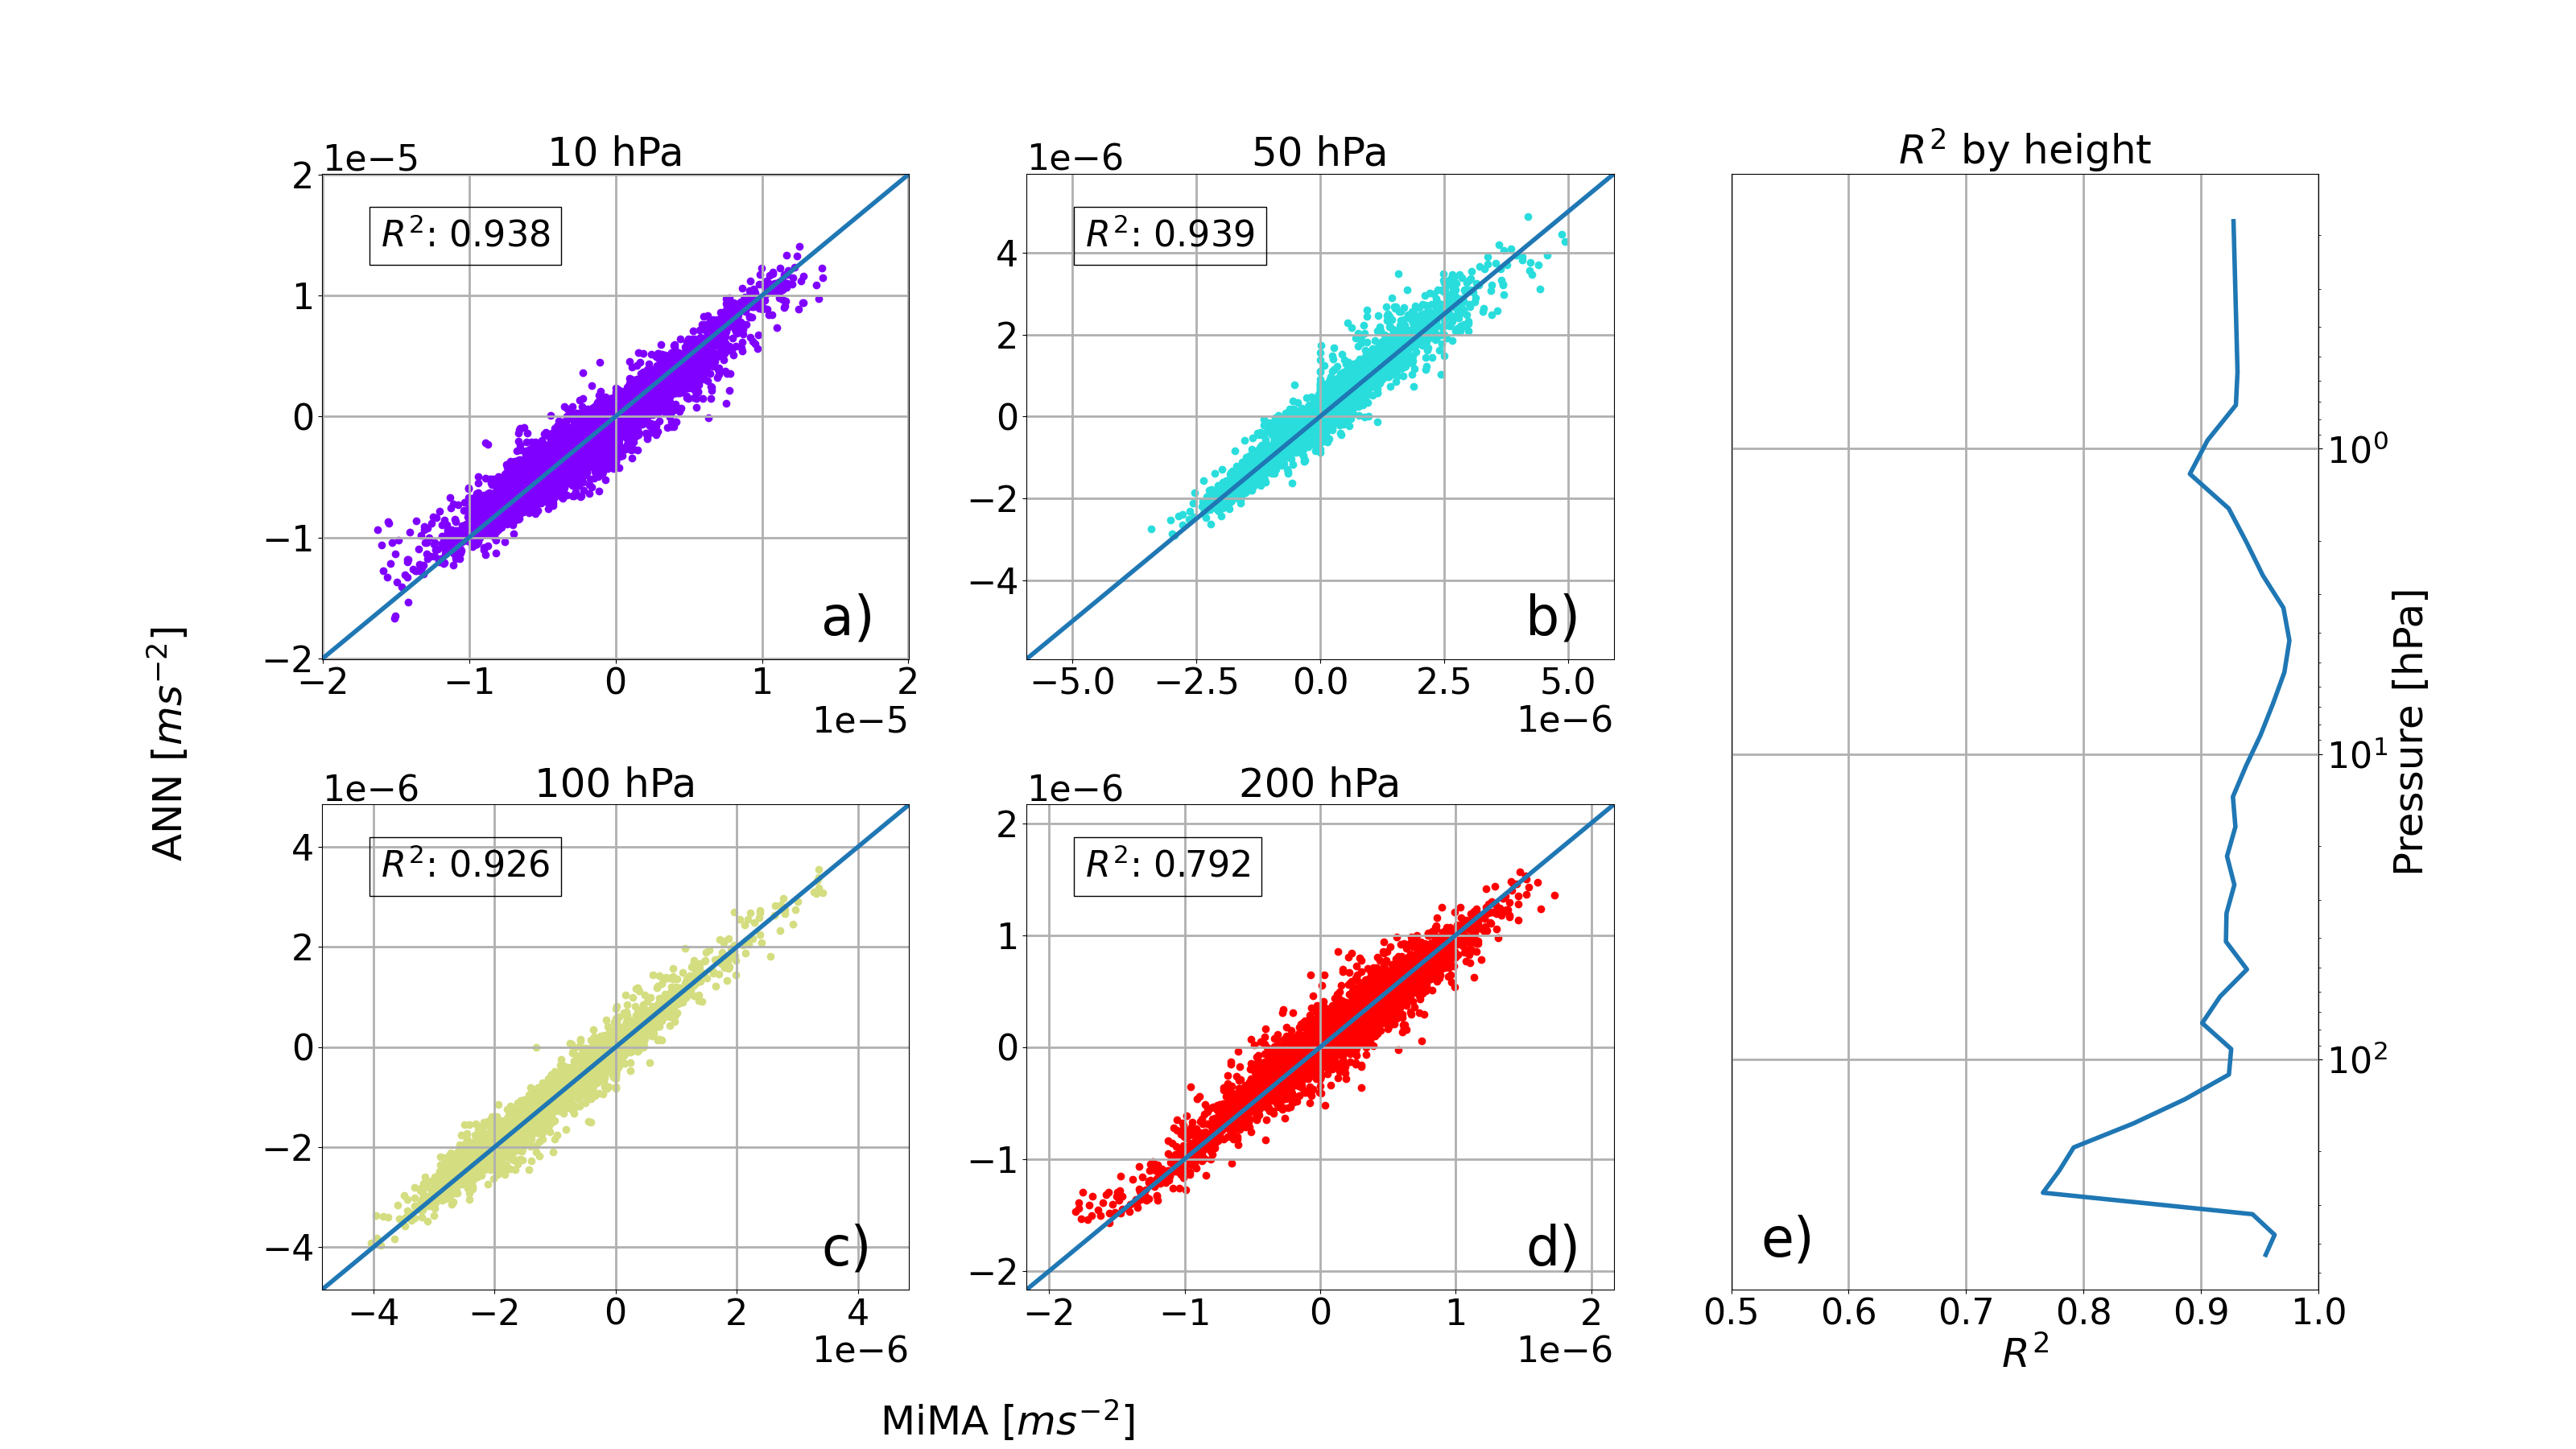 10 hPa
1e−5
2
1
0
−1
−2
R²: 0.938
a)
−2 −1 0 1 2
1e−5
50 hPa
1e−6
4
2
0
−2
−4
R²: 0.939
b)
−5.0 −2.5 0.0 2.5 5.0
1e−6
100 hPa
1e−6
4
2
0
−2
−4
R²: 0.926
c)
−4 −2 0 2 4
1e−6
200 hPa
1e−6
2
1
0
−1
−2
R²: 0.792
d)
−2 −1 0 1 2
1e−6
ANN [ms⁻²]
MiMA [ms⁻²]
R² by height
10⁰
10¹
10²
Pressure [hPa]
e)
0.5 0.6 0.7 0.8 0.9 1.0
R²